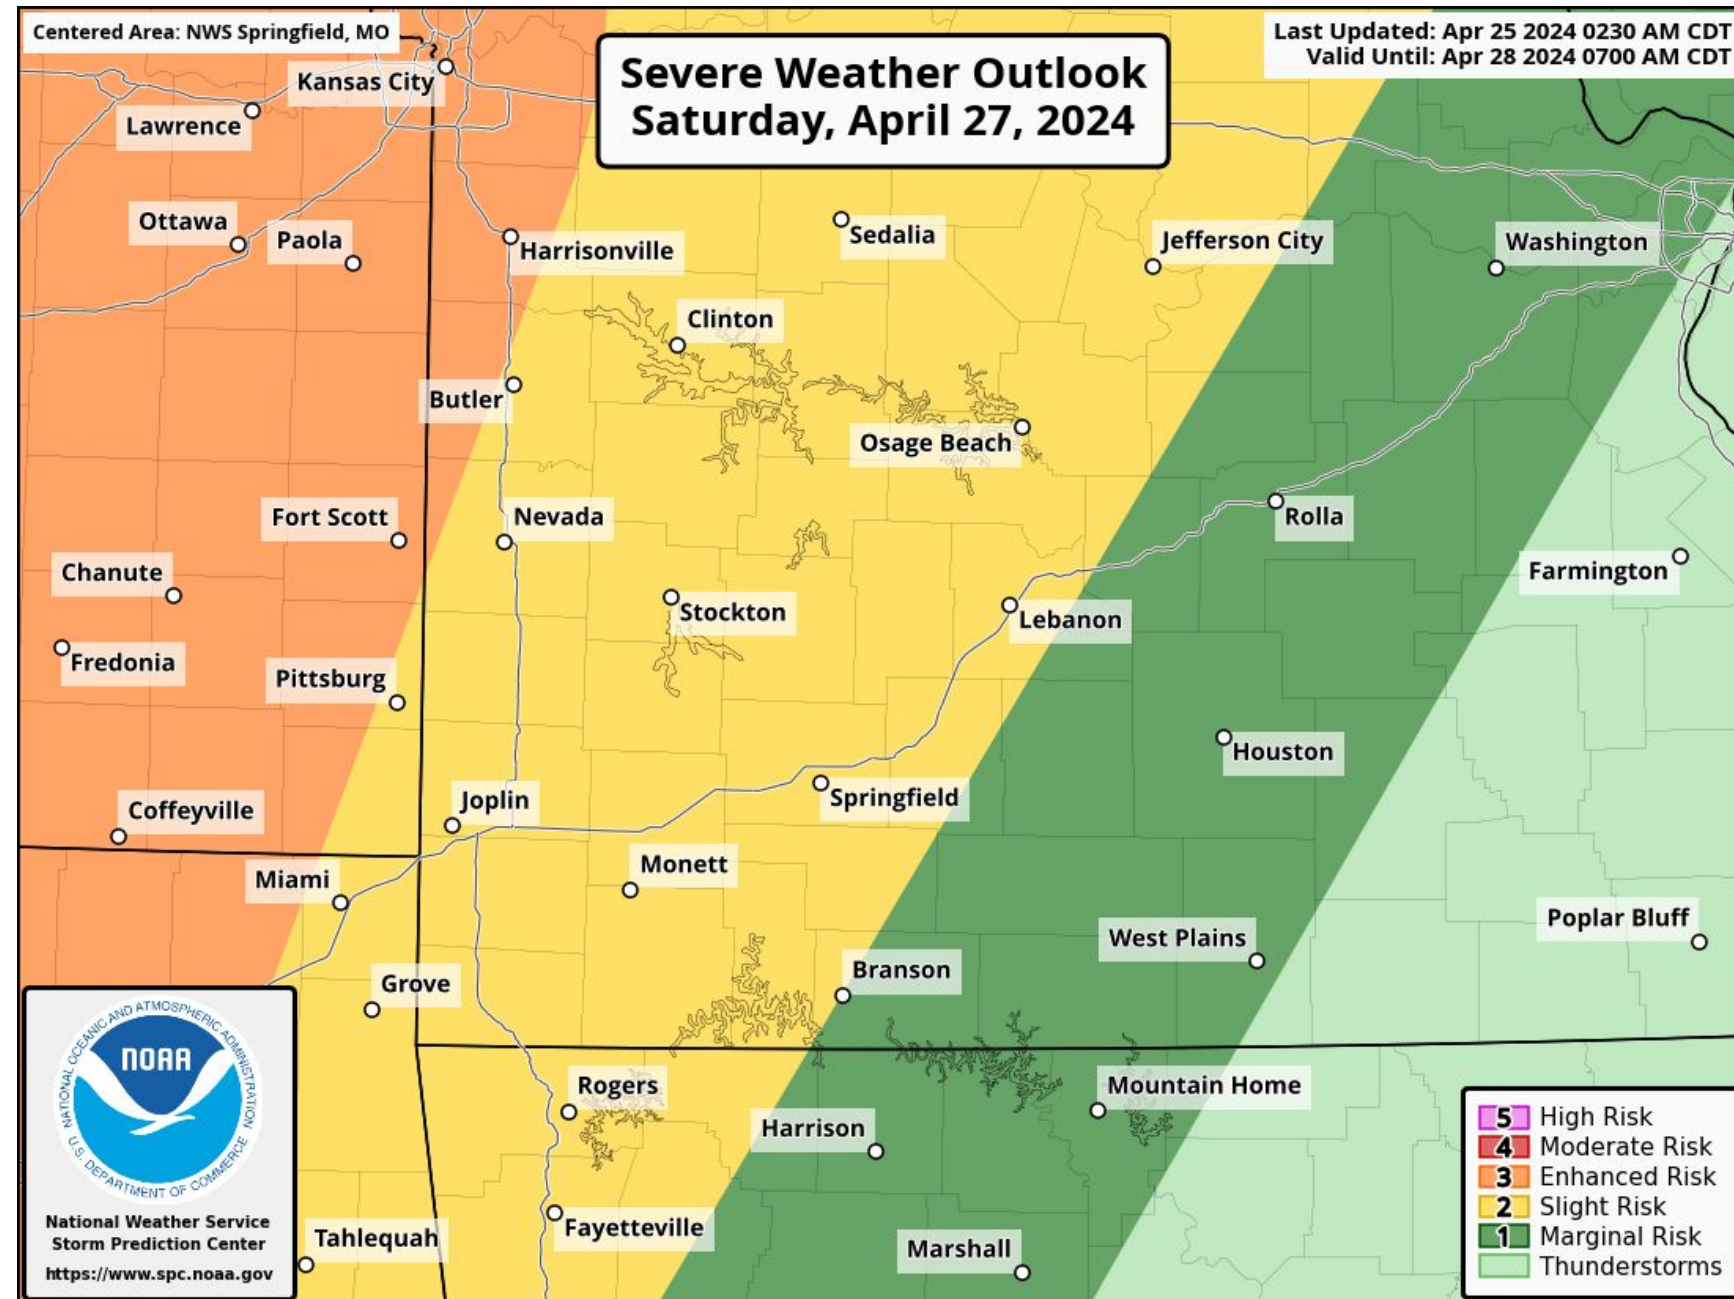 Centered Area: NWS Springfield, MO
Last Updated: Apr 25 2024 0230 AM CDT
Valid Until: Apr 28 2024 0700 AM CDT
Severe Weather Outlook
Saturday, April 27, 2024
Kansas City
Lawrence
Ottawa
Paola
Harrisonville
Sedalia
Jefferson City
Washington
Clinton
Butler
Osage Beach
Fort Scott
Nevada
Rolla
Chanute
Farmington
Stockton
Lebanon
Fredonia
Pittsburg
Houston
Coffeyville
Joplin
Springfield
Miami
Monett
Poplar Bluff
West Plains
Branson
Grove
Rogers
Mountain Home
Harrison
Fayetteville
Tahlequah
Marshall
NATIONAL OCEANIC AND ATMOSPHERIC ADMINISTRATION
NOAA
U.S. DEPARTMENT OF COMMERCE
National Weather Service
Storm Prediction Center
https://www.spc.noaa.gov
5 High Risk
4 Moderate Risk
3 Enhanced Risk
2 Slight Risk
1 Marginal Risk
Thunderstorms